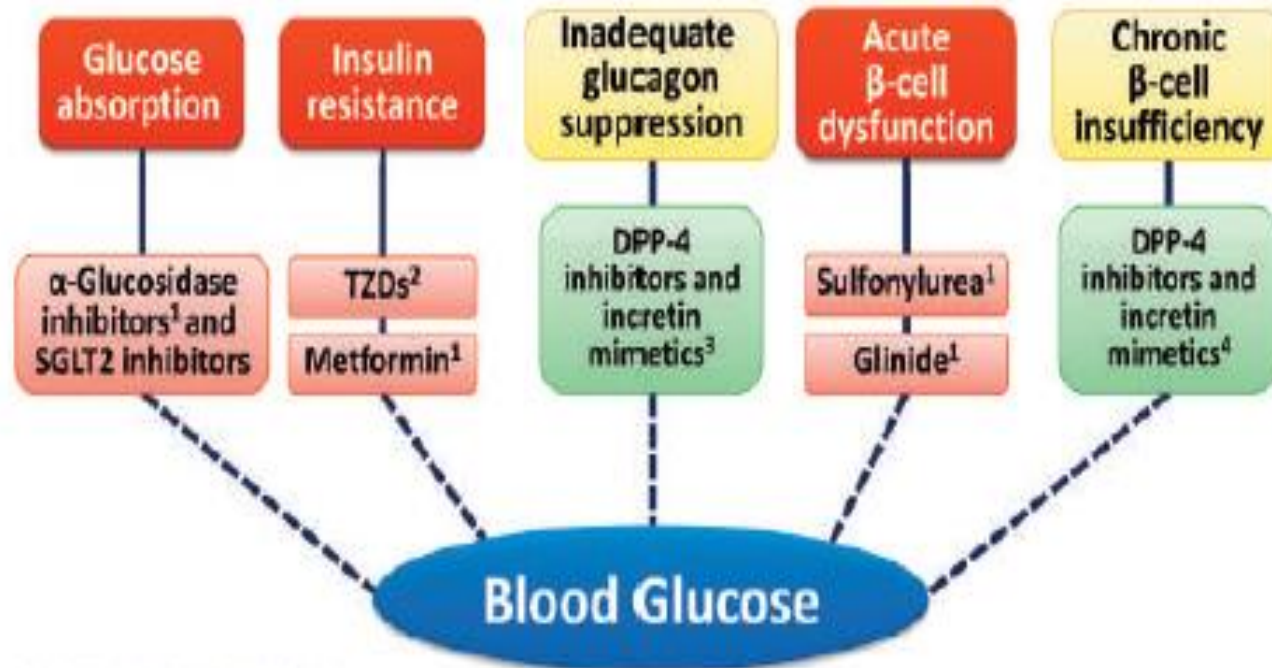 Glucose
absorption
Insulin
resistance
Inadequate
glucagon
suppression
Acute
β-cell
dysfunction
Chronic
β-cell
insufficiency
α-Glucosidase
inhibitors¹ and
SGLT2 inhibitors
TZDs²
Metformin¹
DPP-4
inhibitors and
incretin
mimetics³
Sulfonylurea¹
Glinide¹
DPP-4
inhibitors and
incretin
mimetics⁴
Blood Glucose